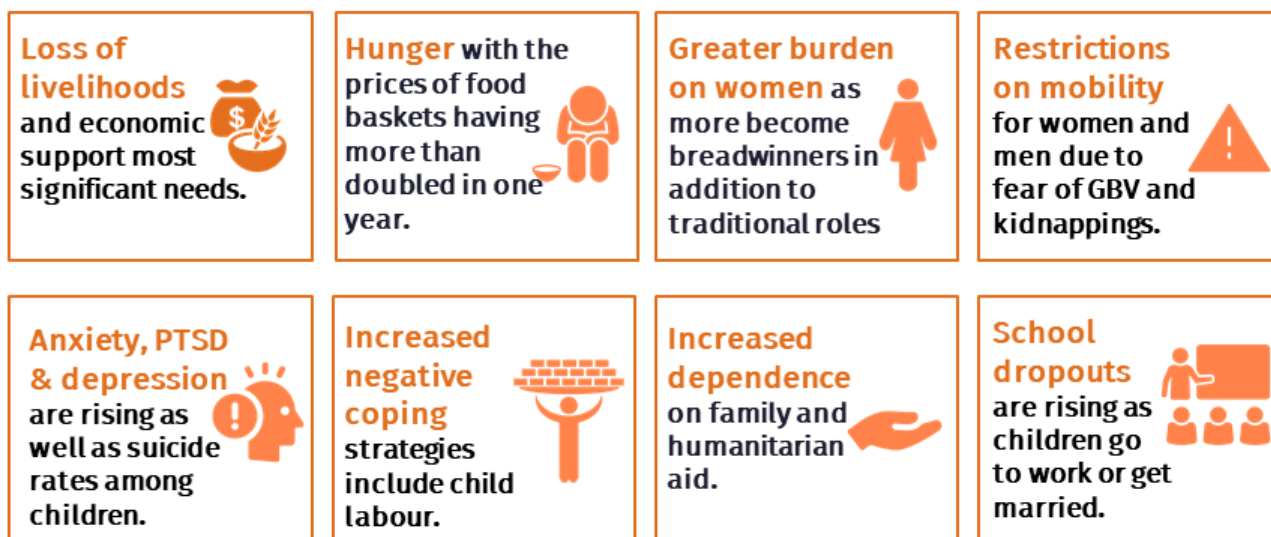 Loss of
livelihoods
and economic
support most
significant needs.
$
Hunger with the
prices of food
baskets having
more than
doubled in one
year.
Greater burden
on women as
more become
breadwinners in
addition to
traditional roles
Restrictions
on mobility
for women and
men due to
fear of GBV and
kidnappings.
Anxiety, PTSD
& depression
are rising as
well as suicide
rates among
children.
Increased
negative
coping
strategies
include child
labour.
Increased
dependence
on family and
humanitarian
aid.
School
dropouts
are rising as
children go
to work or get
married.